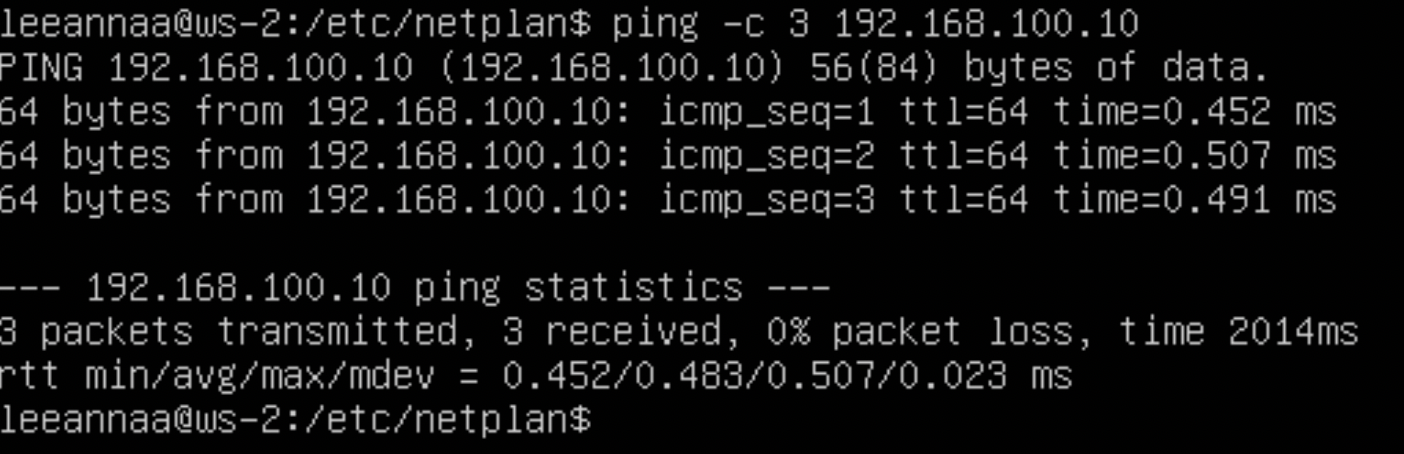 leeannaa@ws-2:/etc/netplan$ ping -c 3 192.168.100.10
PING 192.168.100.10 (192.168.100.10) 56(84) bytes of data.
64 bytes from 192.168.100.10: icmp_seq=1 ttl=64 time=0.452 ms
64 bytes from 192.168.100.10: icmp_seq=2 ttl=64 time=0.507 ms
64 bytes from 192.168.100.10: icmp_seq=3 ttl=64 time=0.491 ms

--- 192.168.100.10 ping statistics ---
3 packets transmitted, 3 received, 0% packet loss, time 2014ms
rtt min/avg/max/mdev = 0.452/0.483/0.507/0.023 ms
leeannaa@ws-2:/etc/netplan$